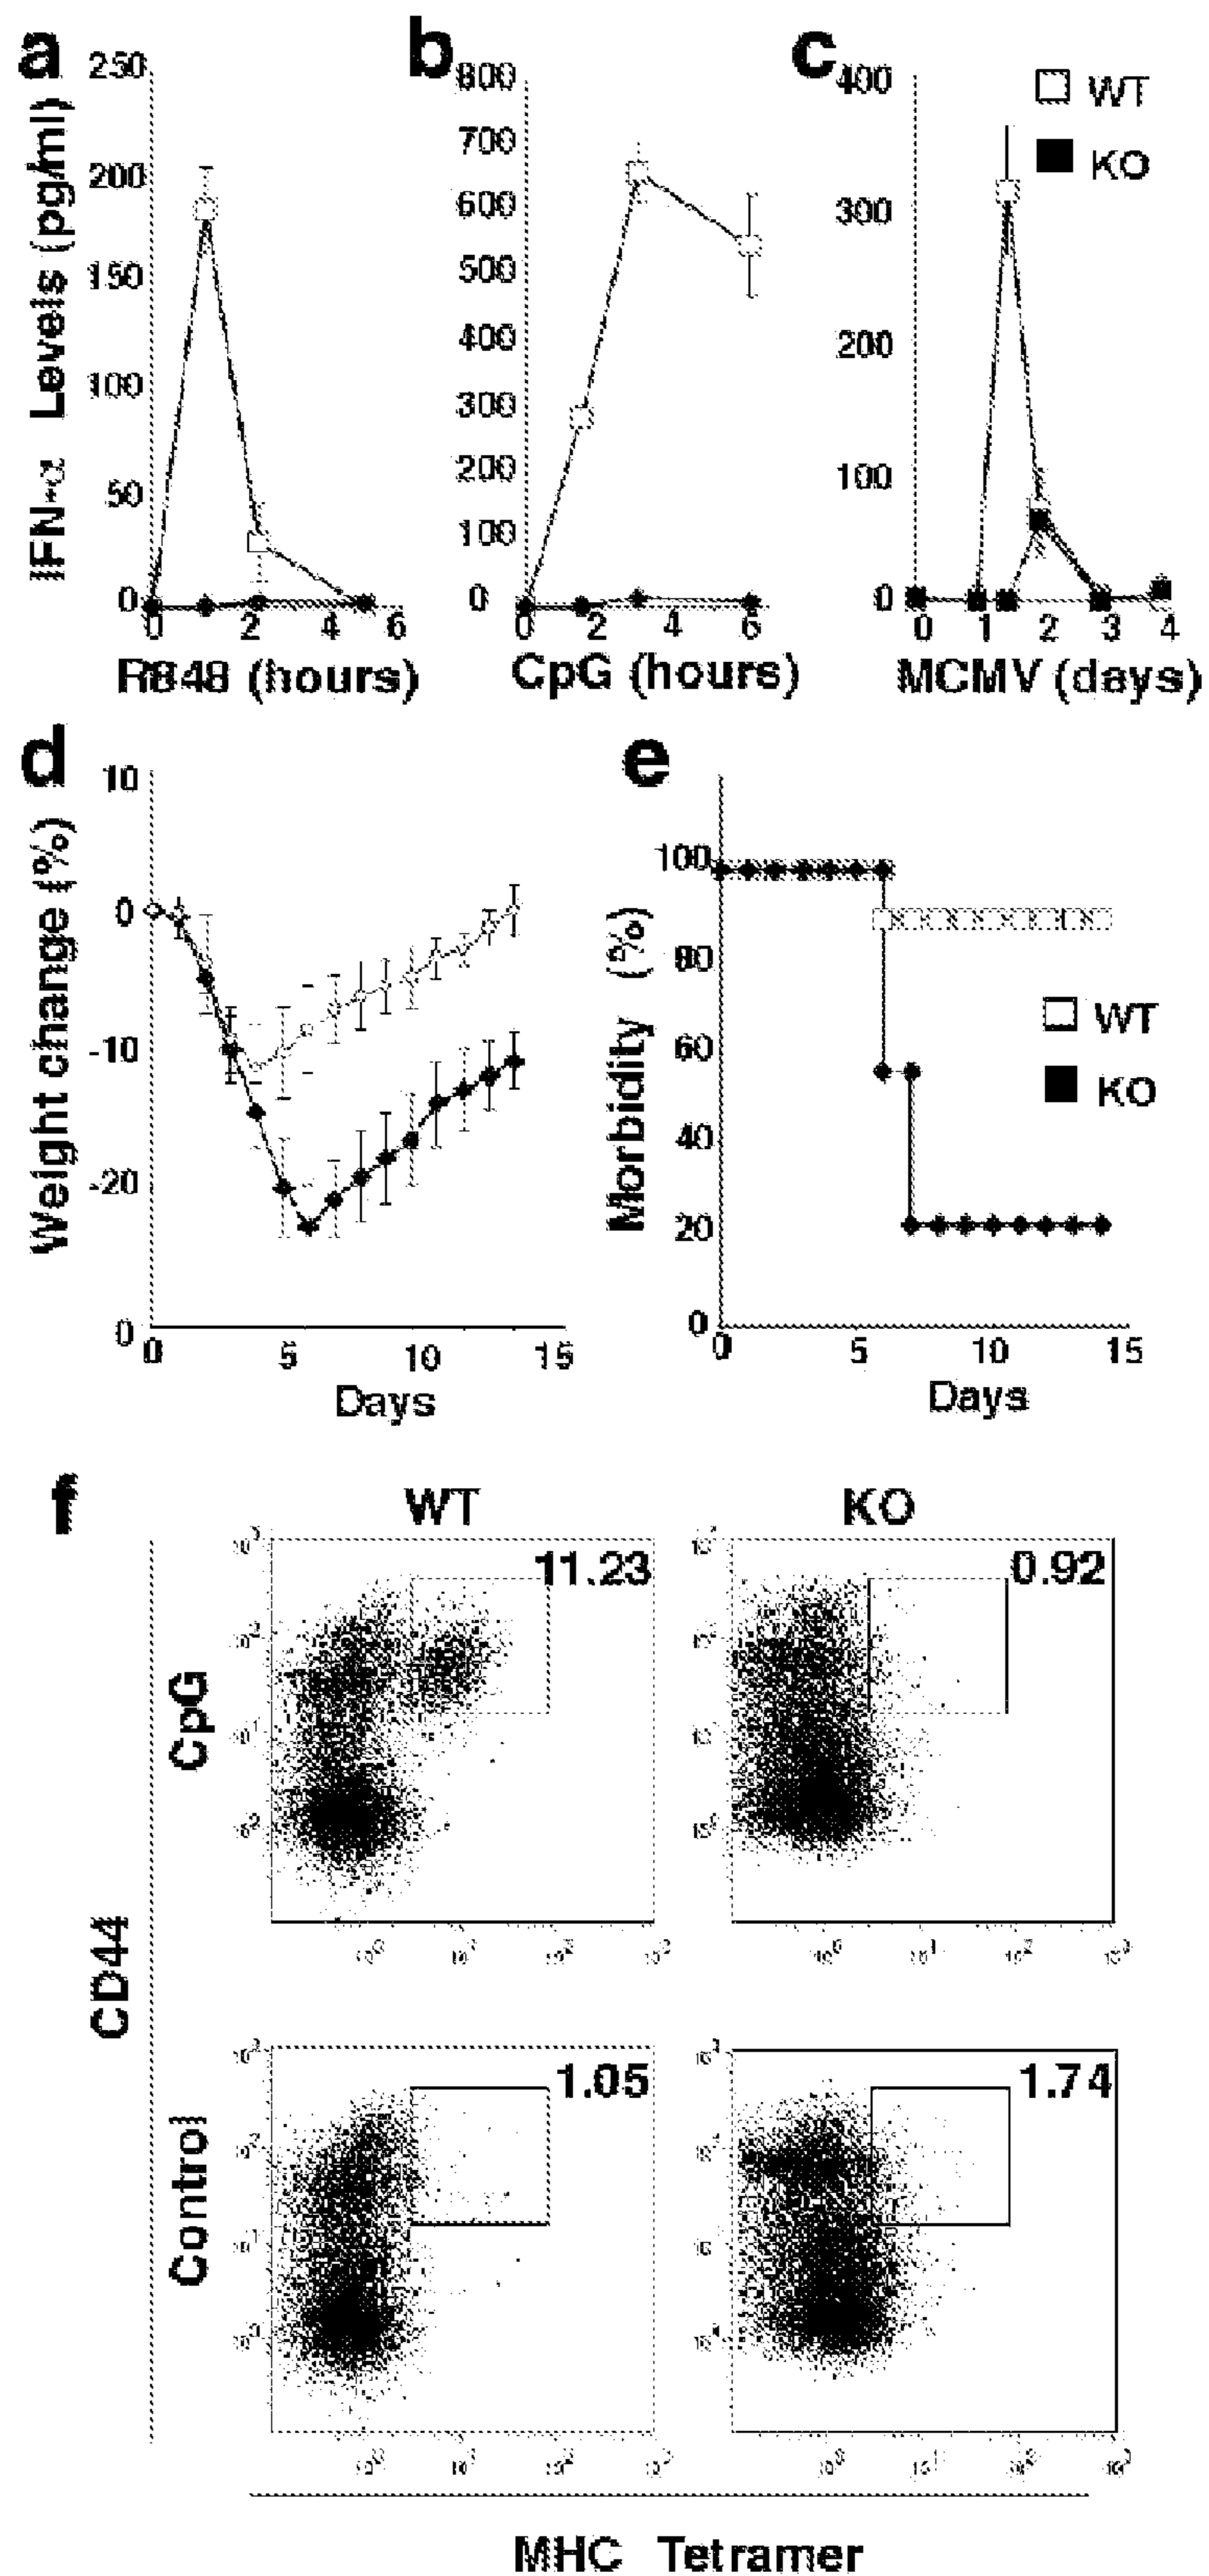 a
b
c
IFN-α Levels (pg/ml)
250
200
150
100
50
0
0 2 4 6
R848 (hours)
800
700
600
500
400
300
200
100
0
0 2 4 6
CpG (hours)
400
300
200
100
0
0 1 2 3 4
MCMV (days)
WT
KO
d
Weight change (%)
10
0
-10
-20
0
0 5 10 15
Days
e
Morbidity (%)
100
80
60
40
20
0
0 5 10 15
Days
WT
KO
f
WT KO
CD44
CpG
11.23
0.92
Control
1.05
1.74
MHC Tetramer